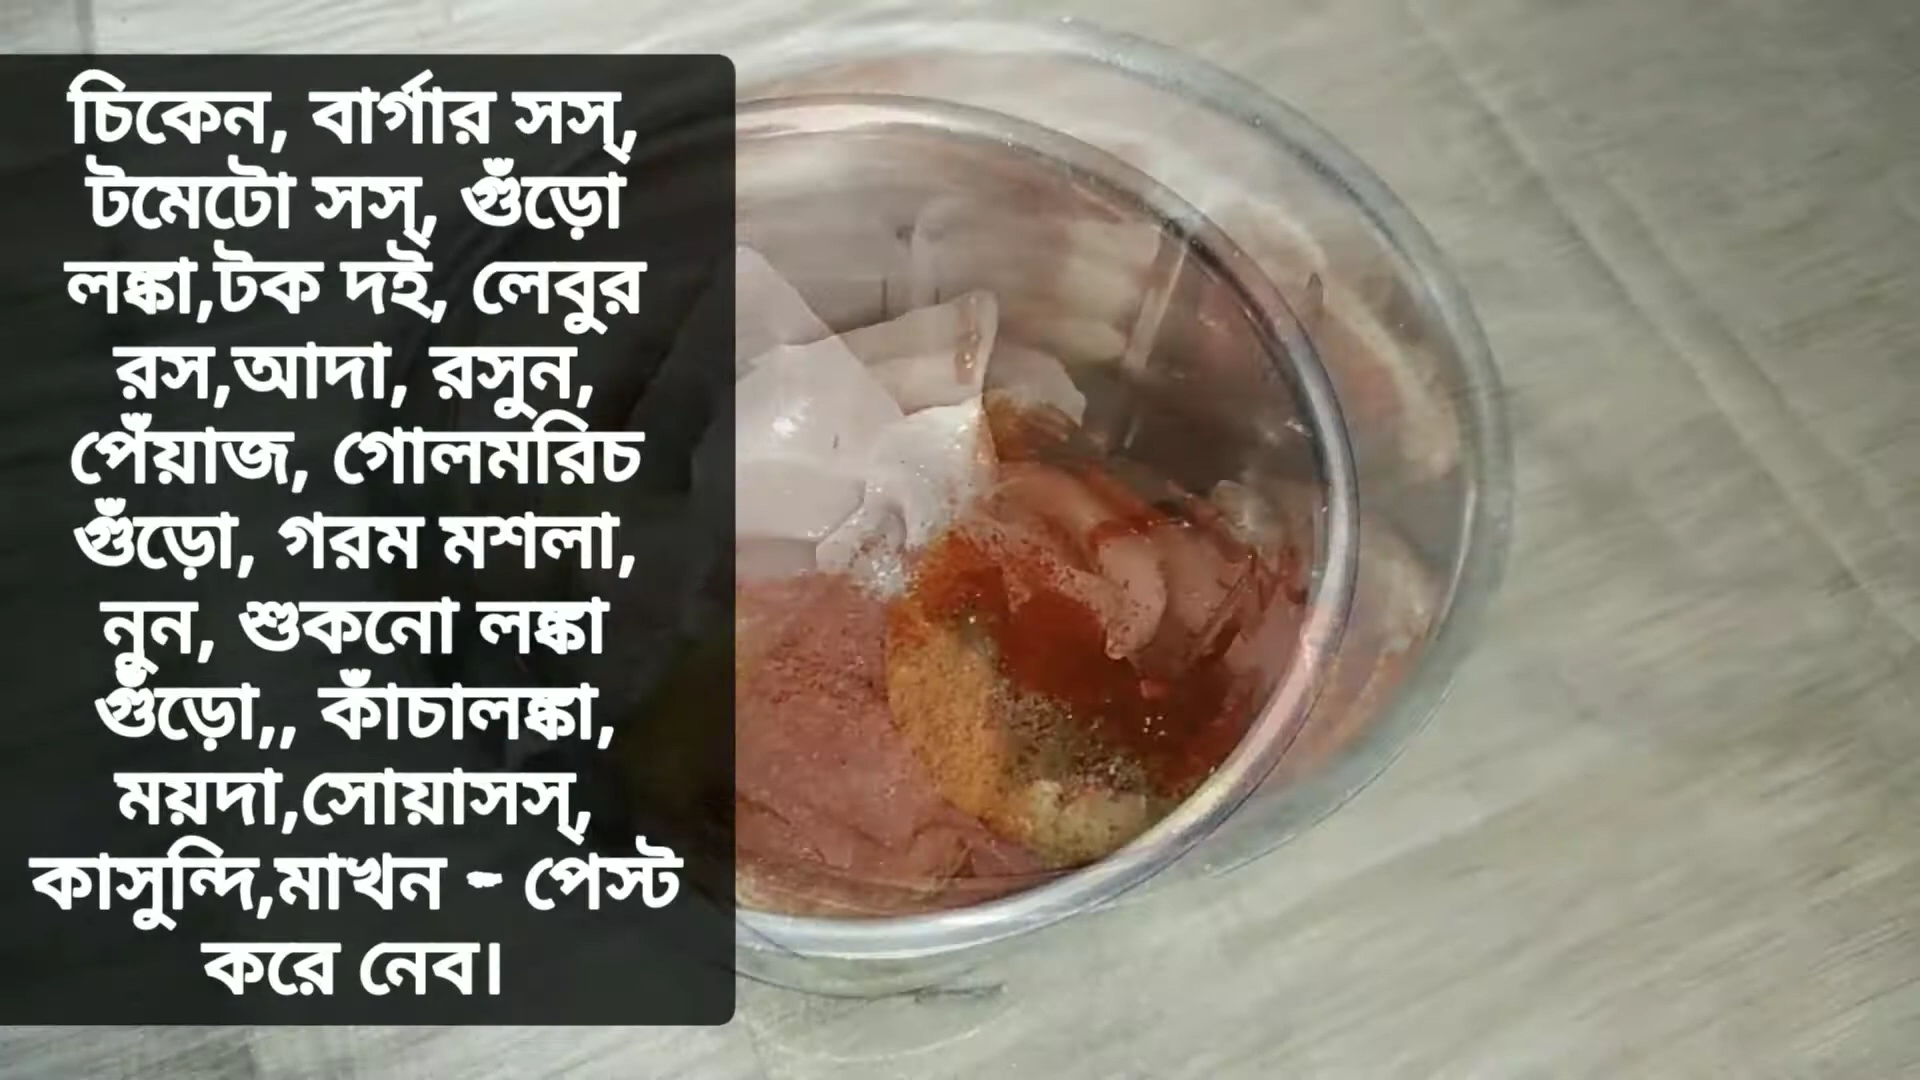 চিকেন, বার্গার সস্,
টমেটো সস্, গুঁড়ো
লঙ্কা,টক দই, লেবুর
রস,আদা, রসুন,
পেঁয়াজ, গোলমরিচ
গুঁড়ো, গরম মশলা,
নুন, শুকনো লঙ্কা
গুঁড়ো,, কাঁচালঙ্কা,
ময়দা,সোয়াসস্,
কাসুন্দি,মাখন - পেস্ট
করে নেব।